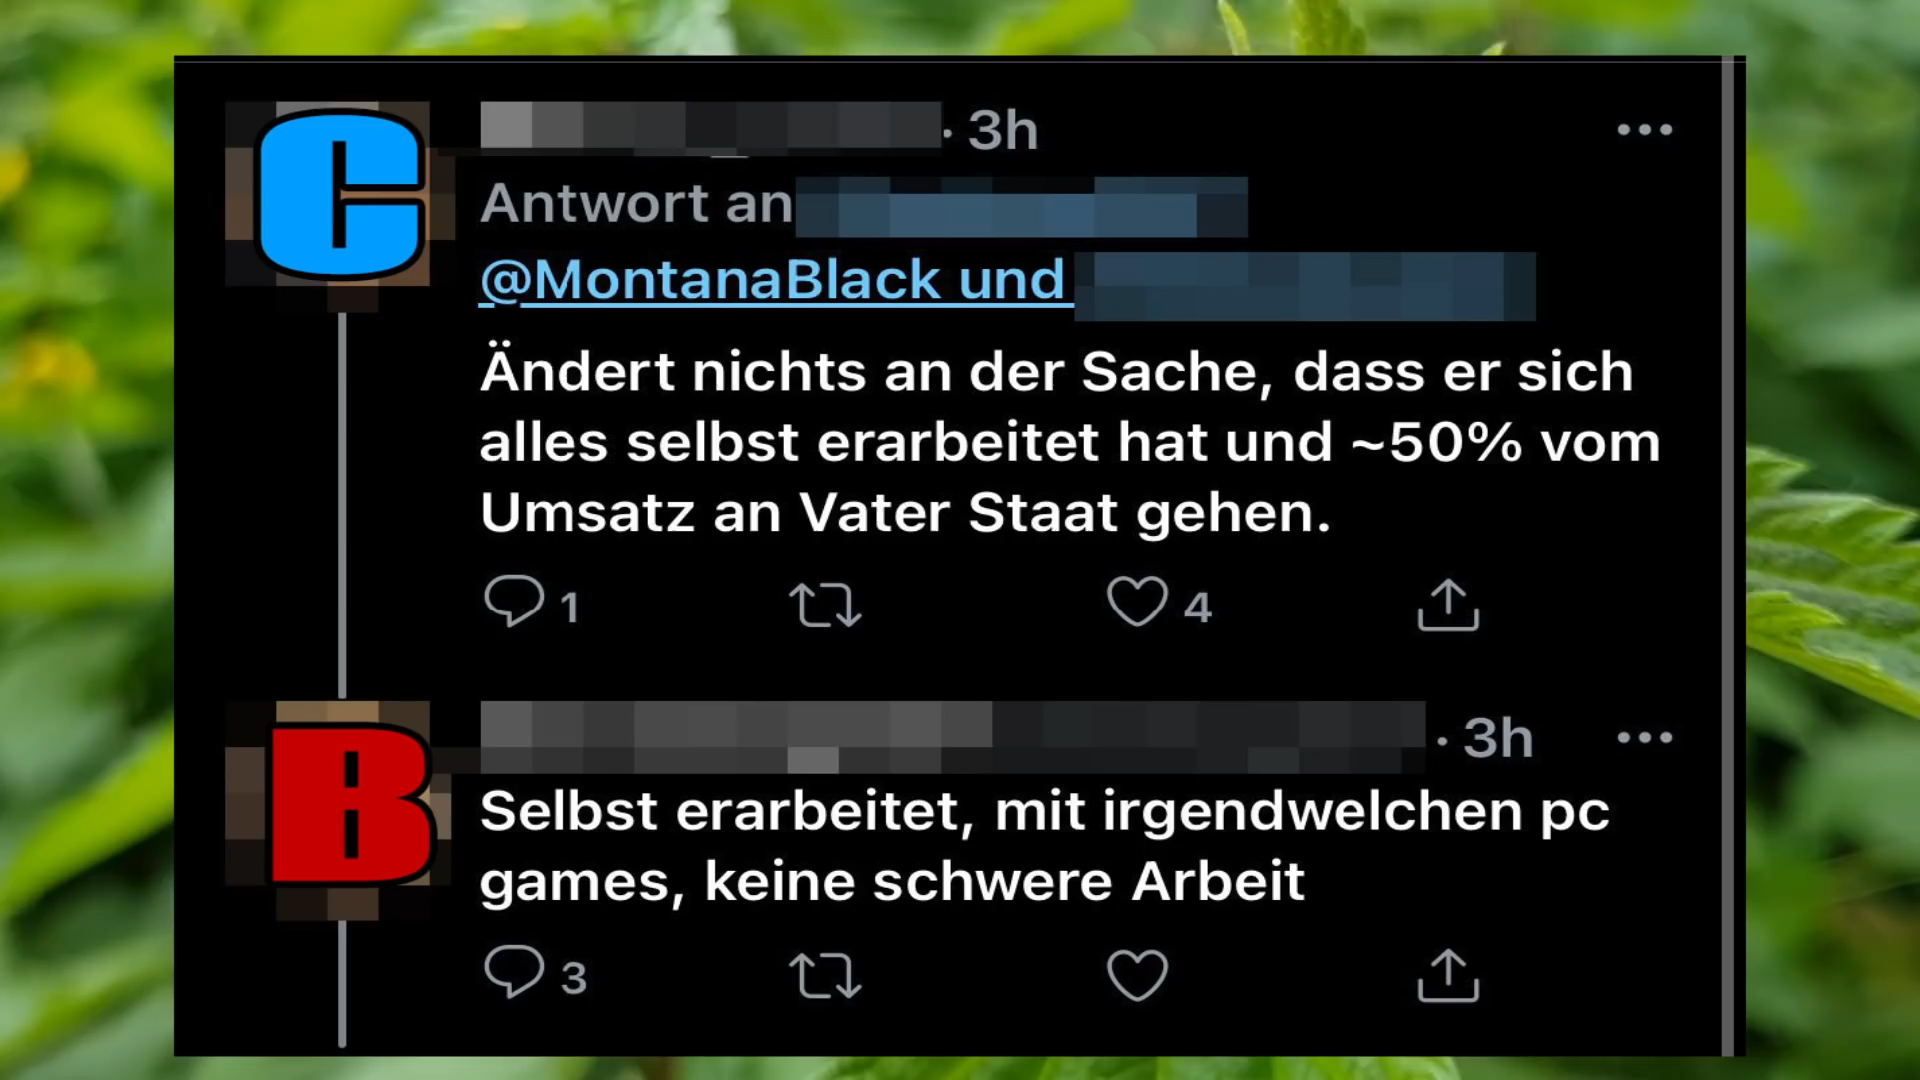 C
· 3h
Antwort an
@MontanaBlack und
Ändert nichts an der Sache, dass er sich
alles selbst erarbeitet hat und ~50% vom
Umsatz an Vater Staat gehen.
1
4
B
· 3h
Selbst erarbeitet, mit irgendwelchen pc
games, keine schwere Arbeit
3